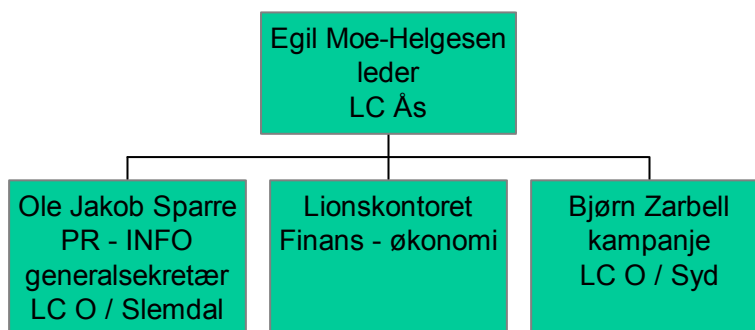 Egil Moe-Helgesen
leder
LC Ås
Ole Jakob Sparre
PR - INFO
generalsekretær
LC O / Slemdal
Lionskontoret
Finans - økonomi
Bjørn Zarbell
kampanje
LC O / Syd